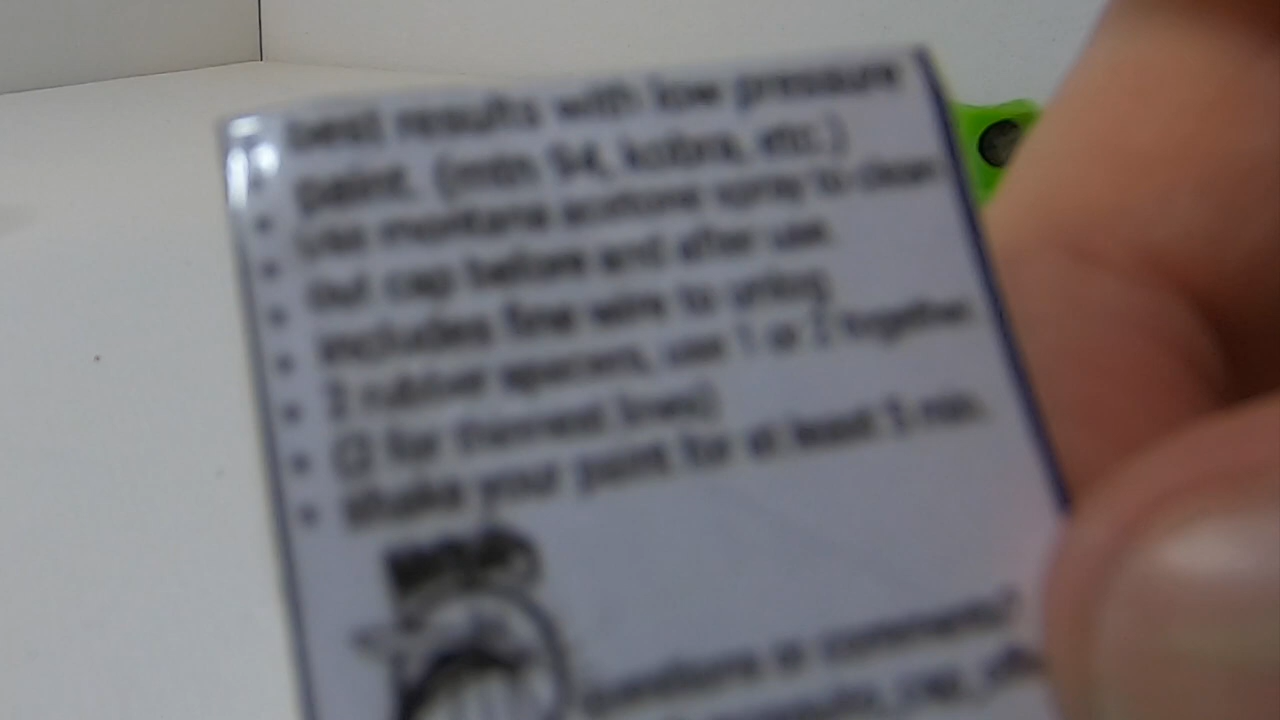 best results with low pressure
paint. (mtn 94, kobra, etc.)
use montana acetone spray to clean
out cap before and after use.
includes fine wire to unlog
2 rubber spacers, use 1 or 2 together.
(2 for thinnest lines)
shake your paint for at least 5 min.
questions or comments?